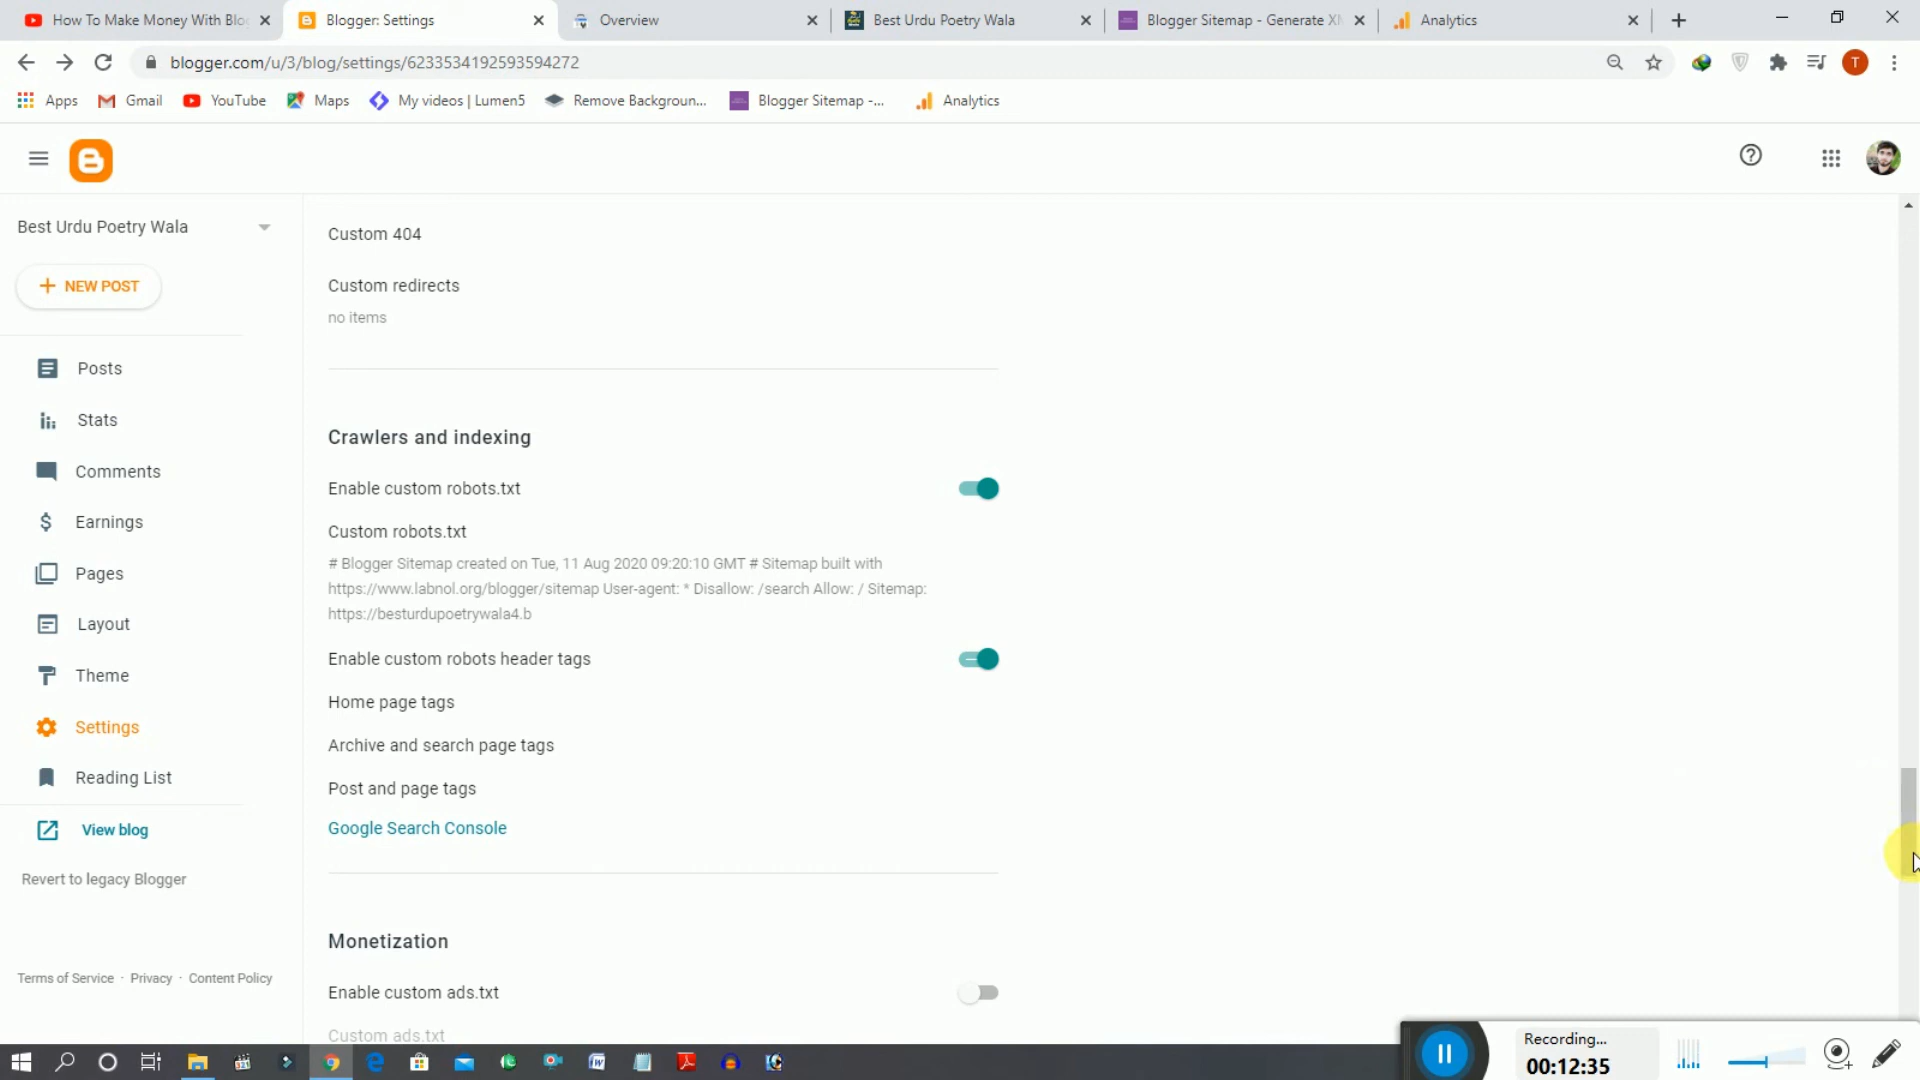 How To Make Money With Blo
Blogger: Settings
Overview
Best Urdu Poetry Wala
Blogger Sitemap - Generate X
Analytics
blogger.com/u/3/blog/settings/6233534192593594272
T
Apps
Gmail
YouTube
Maps
My videos | Lumen5
Remove Backgroun...
Blogger Sitemap -...
Analytics
Best Urdu Poetry Wala
NEW POST
Posts
Stats
Comments
Earnings
Pages
Layout
Theme
Settings
Reading List
View blog
Revert to legacy Blogger
Terms of Service · Privacy · Content Policy
Custom 404
Custom redirects
no items
Crawlers and indexing
Enable custom robots.txt
Custom robots.txt
# Blogger Sitemap created on Tue, 11 Aug 2020 09:20:10 GMT # Sitemap built with
https://www.labnol.org/blogger/sitemap User-agent: * Disallow: /search Allow: / Sitemap:
https://besturdupoetrywala4.b
Enable custom robots header tags
Home page tags
Archive and search page tags
Post and page tags
Google Search Console
Monetization
Enable custom ads.txt
Custom ads.txt
Recording...
00:12:35